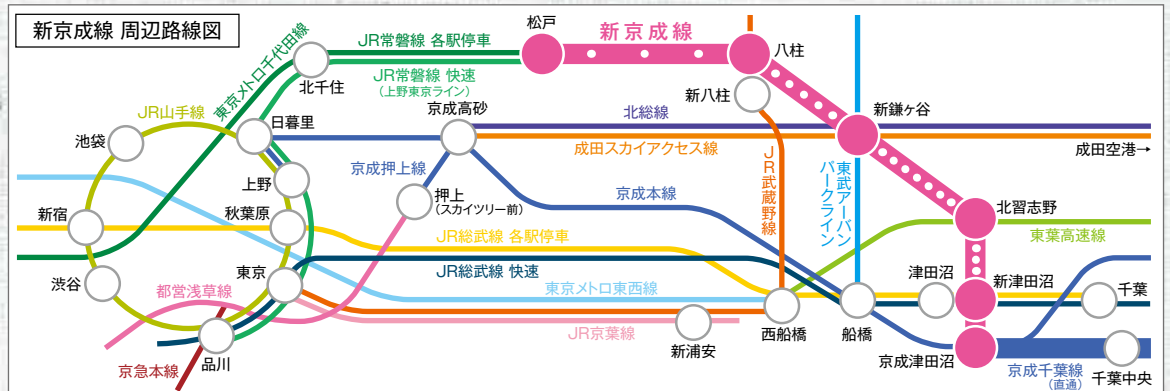 新京成線 周辺路線図
松戸
新京成線
八柱
JR常磐線 各駅停車
JR常磐線 快速
(上野東京ライン)
北千住
東京メトロ千代田線
新八柱
京成高砂
北総線
新鎌ヶ谷
JR山手線
日暮里
池袋
成田スカイアクセス線
成田空港→
京成押上線
上野
押上
(スカイツリー前)
京成本線
JR武蔵野線
東武アーバン
パークライン
北習志野
新宿
秋葉原
JR総武線 各駅停車
東葉高速線
JR総武線 快速
渋谷
東京
都営浅草線
東京メトロ東西線
津田沼
新津田沼
千葉
品川
JR京葉線
新浦安
西船橋
船橋
京成津田沼
京急本線
京成千葉線
(直通)
千葉中央